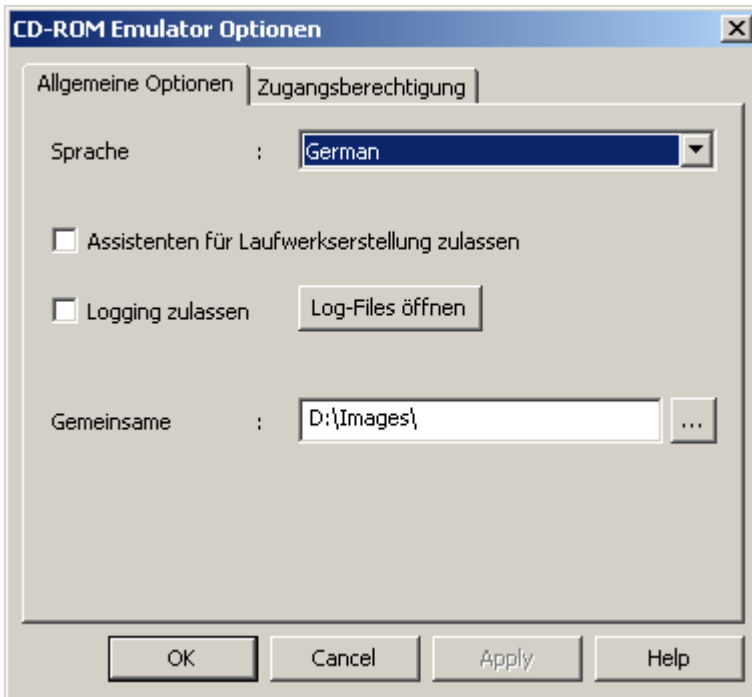 CD-ROM Emulator Optionen
Allgemeine Optionen Zugangsberechtigung
Sprache : German
Assistenten für Laufwerkserstellung zulassen
Logging zulassen Log-Files öffnen
Gemeinsame : D:\Images\ ...
OK Cancel Apply Help